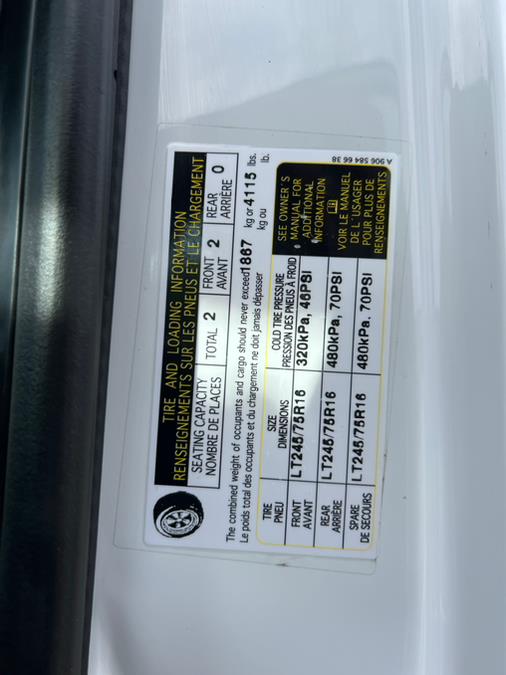 TIRE AND LOADING INFORMATION
RENSEIGNEMENTS SUR LES PNEUS ET LE CHARGEMENT
SEATING CAPACITY
NOMBRE DE PLACES
TOTAL 2
FRONT 2
AVANT
REAR 0
ARRIÈRE
The combined weight of occupants and cargo should never exceed 1867 kg or 4115 lbs.
Le poids total des occupants et du chargement ne doit jamais dépasser kg ou lb.
TIRE SIZE COLD TIRE PRESSURE
PNEU DIMENSIONS PRESSION DES PNEUS À FROID
FRONT LT245/75R16 320kPa, 46PSI
AVANT
REAR LT245/75R16 480kPa, 70PSI
ARRIÈRE
SPARE LT245/75R16 480kPa, 70PSI
DE SECOURS
SEE OWNER'S
MANUAL FOR
ADDITIONAL
INFORMATION
VOIR LE MANUEL
DE L'USAGER
POUR PLUS DE
RENSEIGNEMENTS
A 906 584 66 38